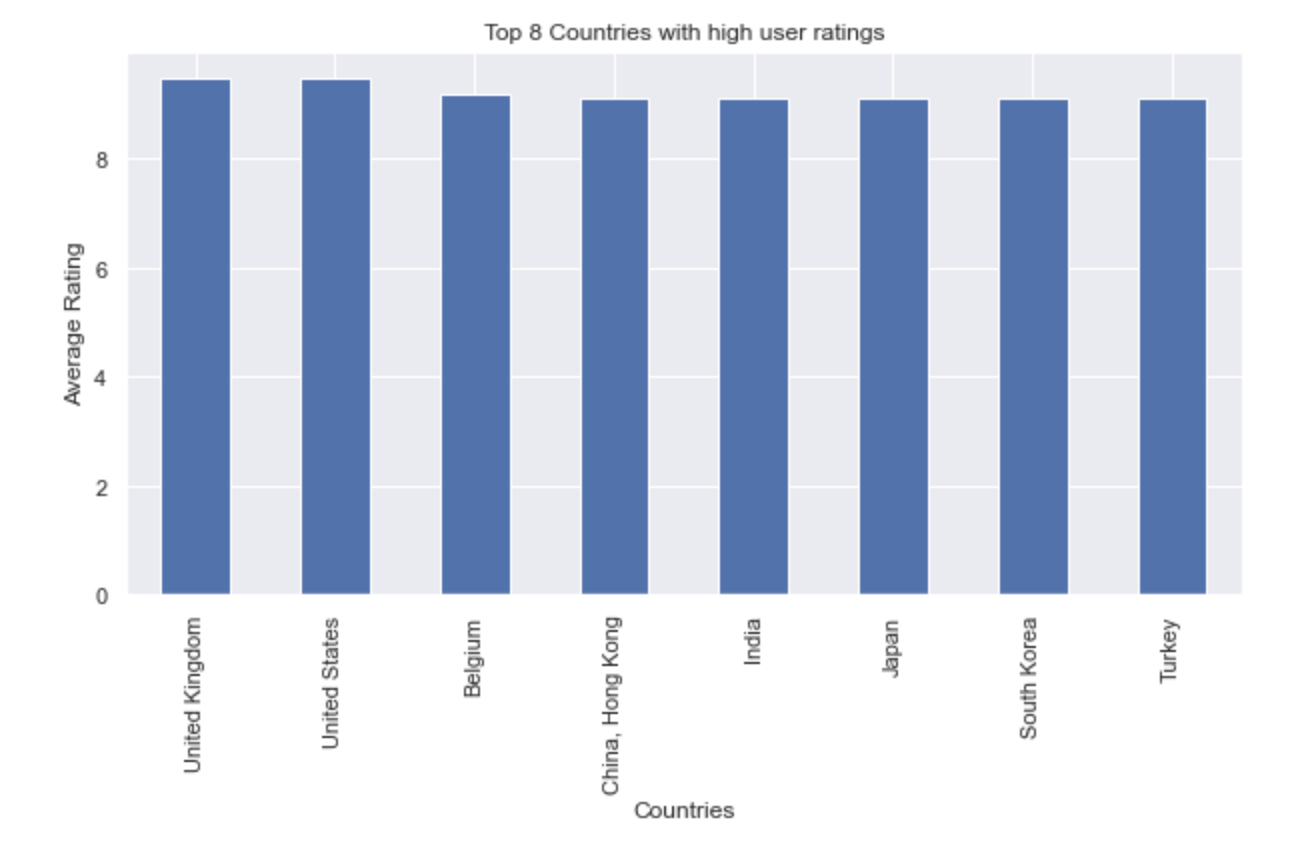 Top 8 Countries with high user ratings
Average Rating
8
6
4
2
0
United Kingdom
United States
Belgium
China, Hong Kong
India
Japan
South Korea
Turkey
Countries